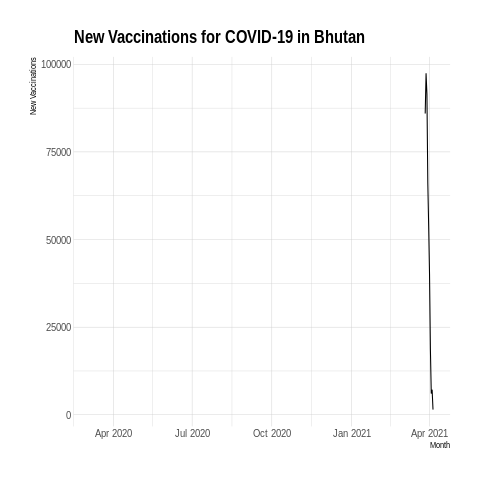 New Vaccinations for COVID-19 in Bhutan
New Vaccinations
100000
75000
50000
25000
0
Apr 2020 Jul 2020 Oct 2020 Jan 2021 Apr 2021
Month